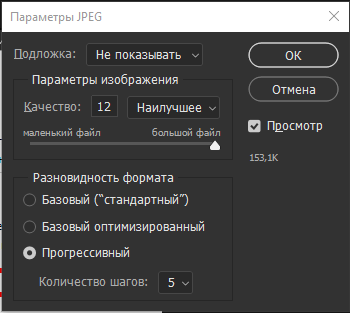 Параметры JPEG
Подложка: Не показывать
ОК
Параметры изображения
Отмена
Качество: 12 Наилучшее
Просмотр
маленький файл большой файл
153,1K
Разновидность формата
Базовый (“стандартный”)
Базовый оптимизированный
Прогрессивный
Количество шагов: 5